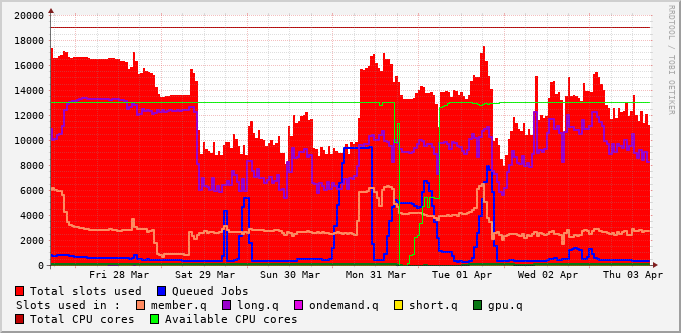 20000
18000
16000
14000
12000
10000
8000
6000
4000
2000
0
Fri 28 Mar Sat 29 Mar Sun 30 Mar Mon 31 Mar Tue 01 Apr Wed 02 Apr Thu 03 Apr
RRDTOOL / TOBI OETIKER
Total slots used Queued Jobs
Slots used in : member.q long.q ondemand.q short.q gpu.q
Total CPU cores Available CPU cores